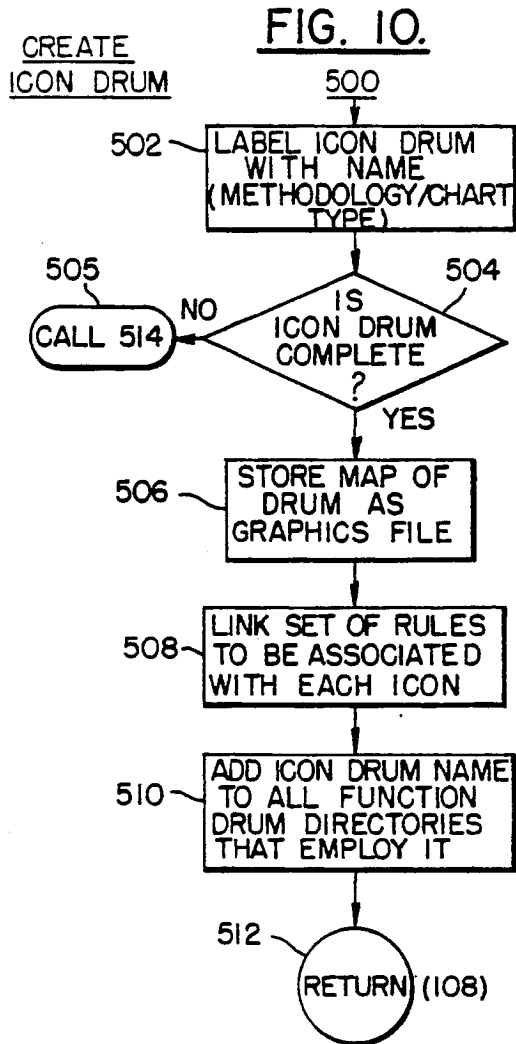 FIG. 10.
CREATE
ICON DRUM
500
502
LABEL ICON DRUM
WITH NAME
(METHODOLOGY/CHART
TYPE)
505
504
CALL 514
NO
IS
ICON DRUM
COMPLETE
?
YES
506
STORE MAP OF
DRUM AS
GRAPHICS FILE
508
LINK SET OF RULES
TO BE ASSOCIATED
WITH EACH ICON
510
ADD ICON DRUM NAME
TO ALL FUNCTION
DRUM DIRECTORIES
THAT EMPLOY IT
512
RETURN (108)